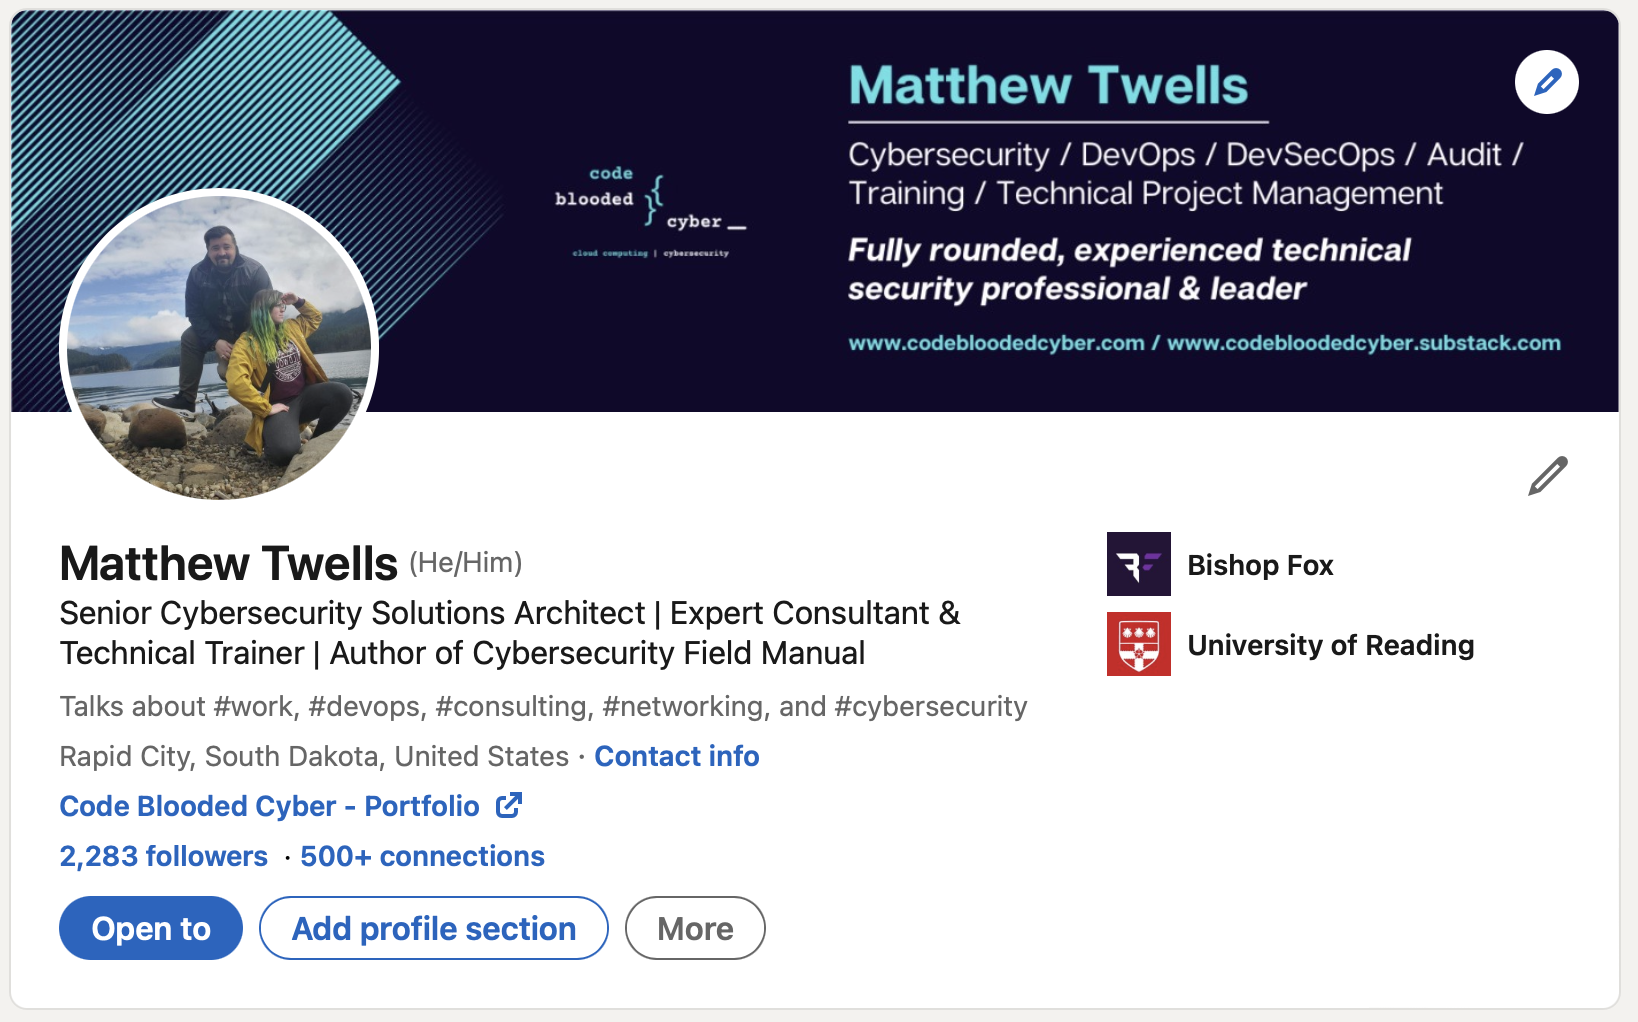 Matthew Twells
Cybersecurity / DevOps / DevSecOps / Audit /
Training / Technical Project Management
Fully rounded, experienced technical
security professional & leader
www.codebloodedcyber.com / www.codebloodedcyber.substack.com
code
blooded {
} cyber _
cloud computing | cybersecurity
Matthew Twells (He/Him)
Senior Cybersecurity Solutions Architect | Expert Consultant &
Technical Trainer | Author of Cybersecurity Field Manual
Talks about #work, #devops, #consulting, #networking, and #cybersecurity
Rapid City, South Dakota, United States · Contact info
Code Blooded Cyber - Portfolio
2,283 followers · 500+ connections
Open to
Add profile section
More
Bishop Fox
University of Reading